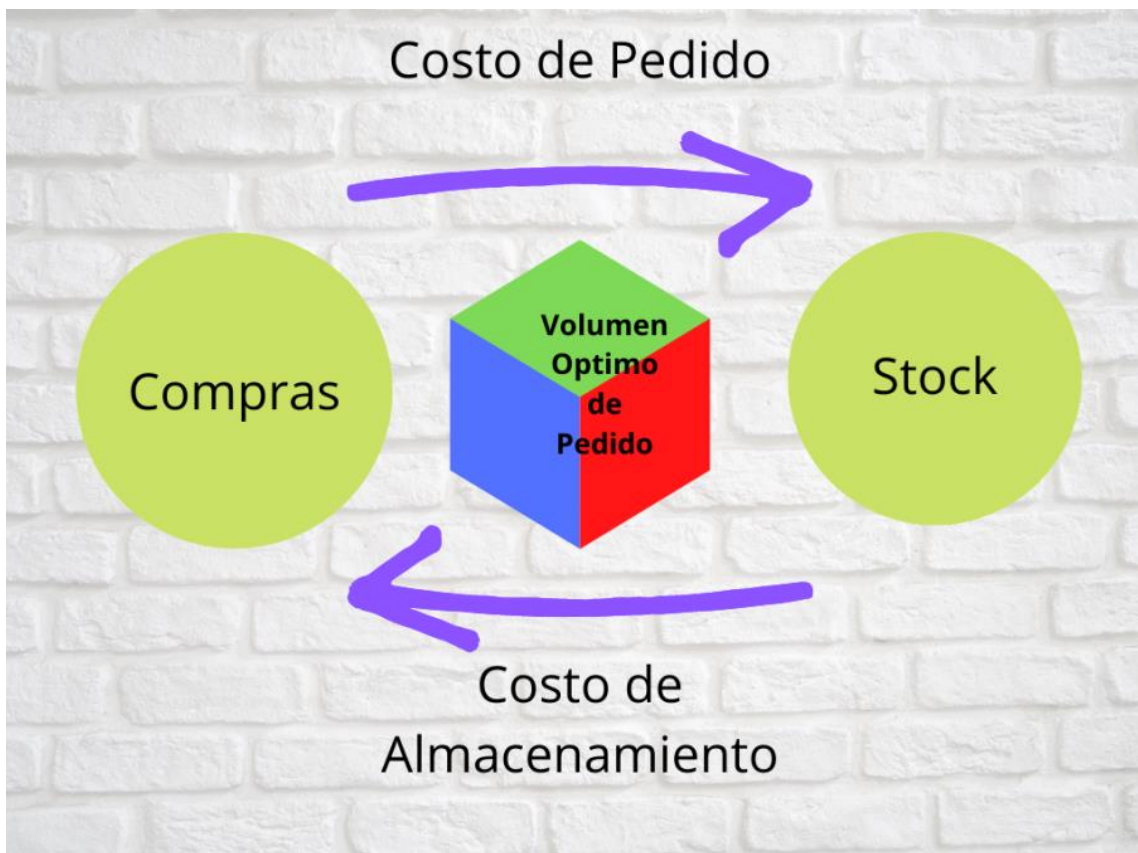 Costo de Pedido
Compras
Volumen
Optimo
de
Pedido
Stock
Costo de
Almacenamiento